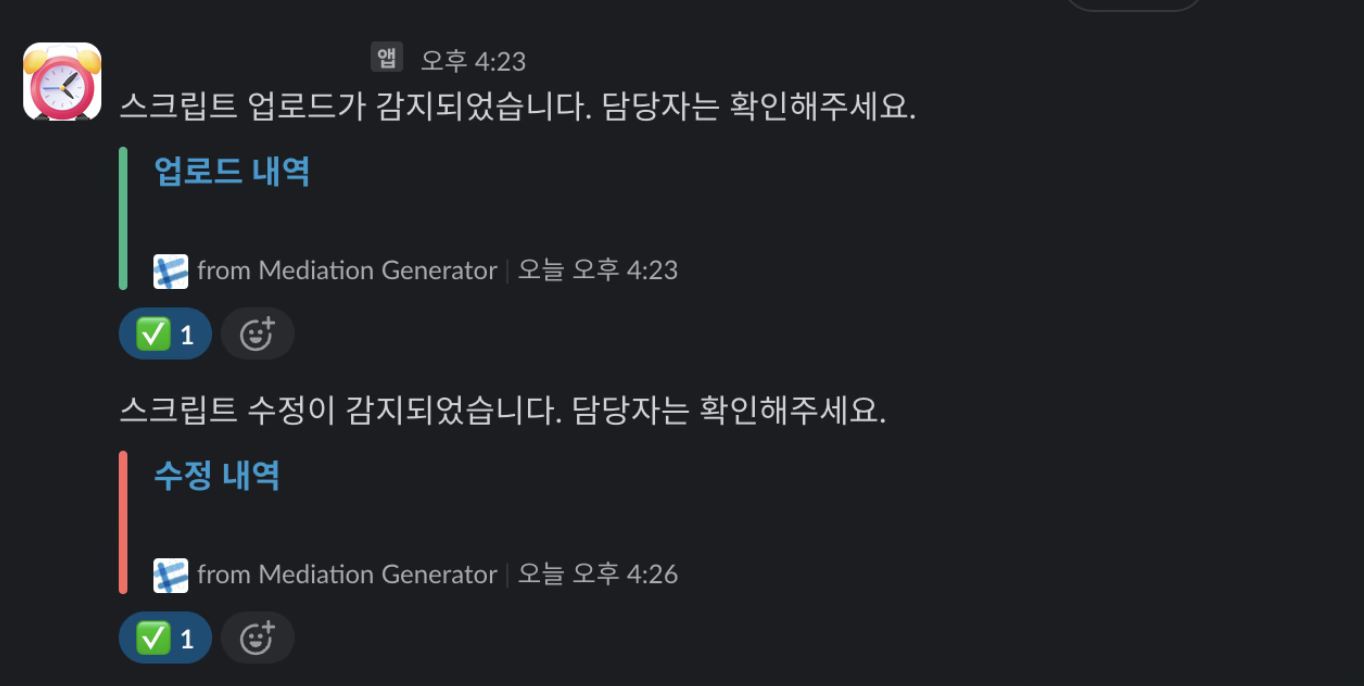 앱 오후 4:23
스크립트 업로드가 감지되었습니다. 담당자는 확인해주세요.
업로드 내역
from Mediation Generator | 오늘 오후 4:23
1
스크립트 수정이 감지되었습니다. 담당자는 확인해주세요.
수정 내역
from Mediation Generator | 오늘 오후 4:26
1